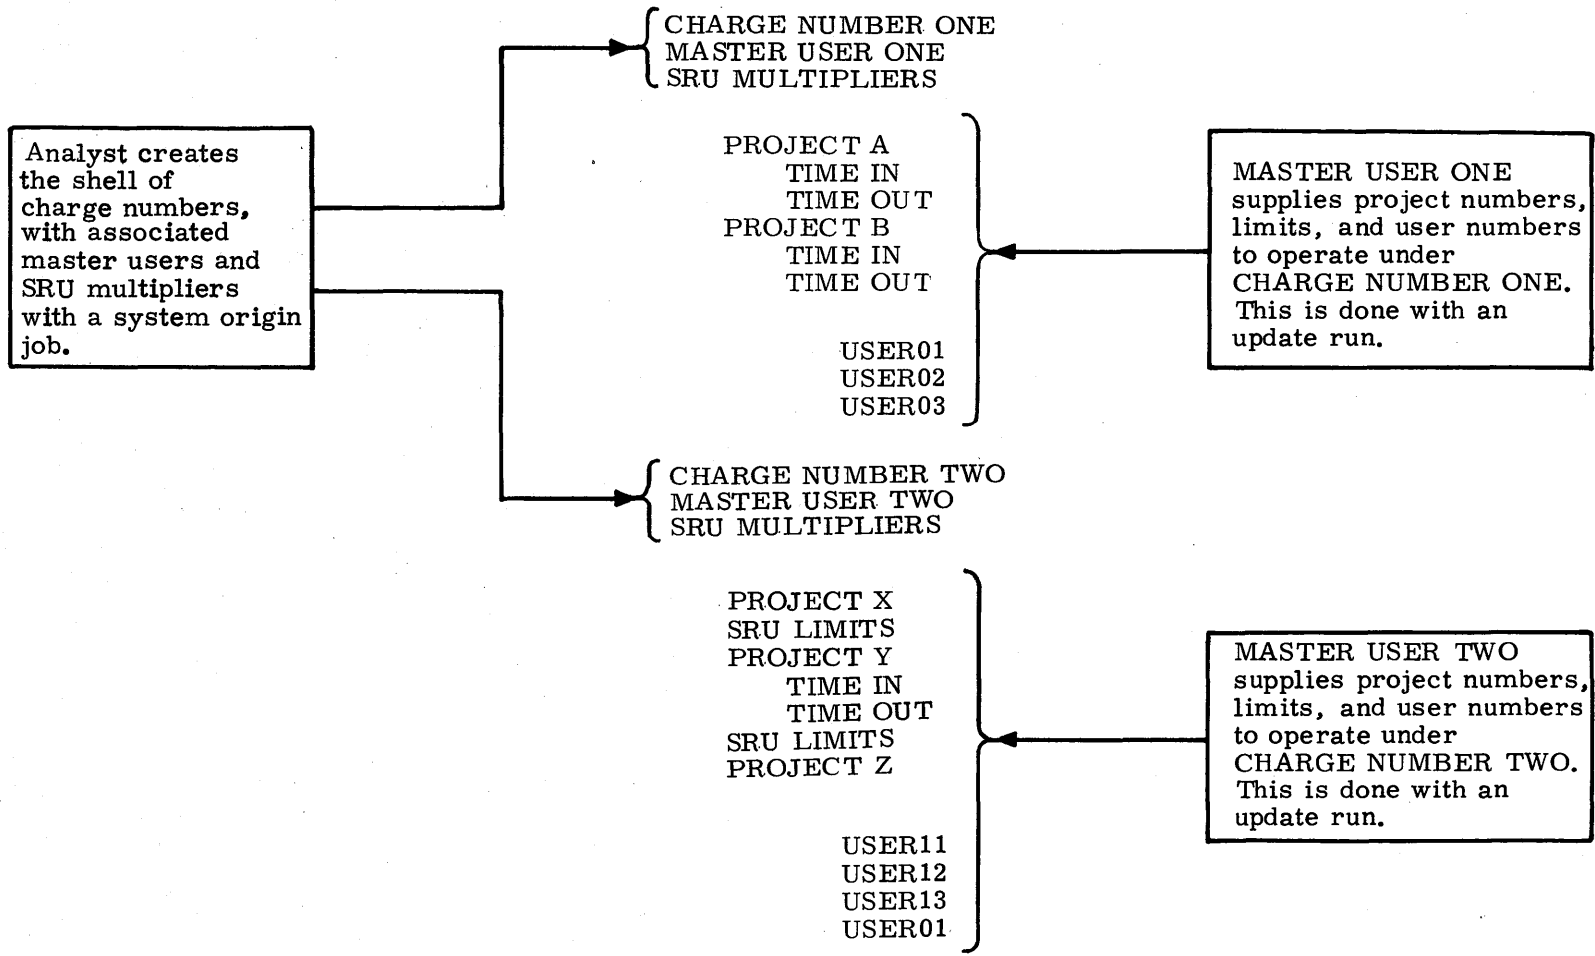 CHARGE NUMBER ONE
MASTER USER ONE
SRU MULTIPLIERS
Analyst creates
the shell of
charge numbers,
with associated
master users and
SRU multipliers
with a system origin
job.
PROJECT A
TIME IN
TIME OUT
PROJECT B
TIME IN
TIME OUT
USER01
USER02
USER03
MASTER USER ONE
supplies project numbers,
limits, and user numbers
to operate under
CHARGE NUMBER ONE.
This is done with an
update run.
CHARGE NUMBER TWO
MASTER USER TWO
SRU MULTIPLIERS
PROJECT X
SRU LIMITS
PROJECT Y
TIME IN
TIME OUT
SRU LIMITS
PROJECT Z
USER11
USER12
USER13
USER01
MASTER USER TWO
supplies project numbers,
limits, and user numbers
to operate under
CHARGE NUMBER TWO.
This is done with an
update run.